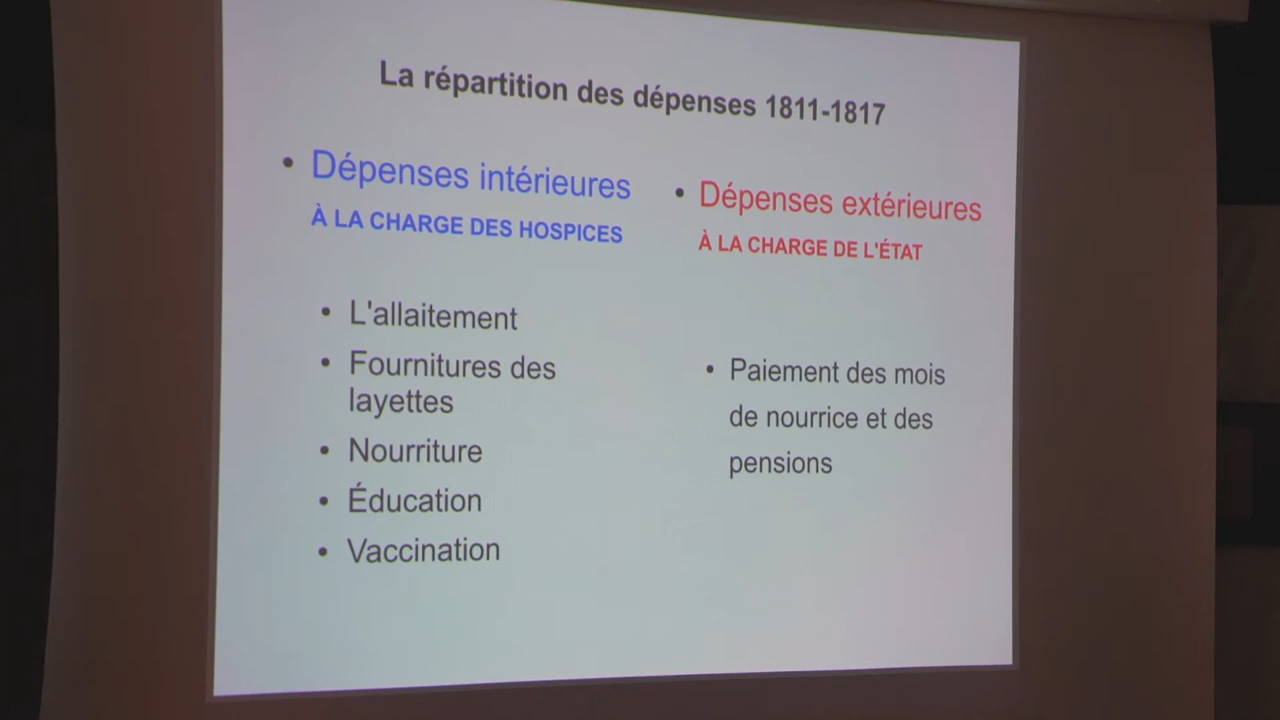 La répartition des dépenses 1811-1817
• Dépenses intérieures
À LA CHARGE DES HOSPICES
• L'allaitement
• Fournitures des
layettes
• Nourriture
• Éducation
• Vaccination
• Dépenses extérieures
À LA CHARGE DE L'ÉTAT
• Paiement des mois
de nourrice et des
pensions